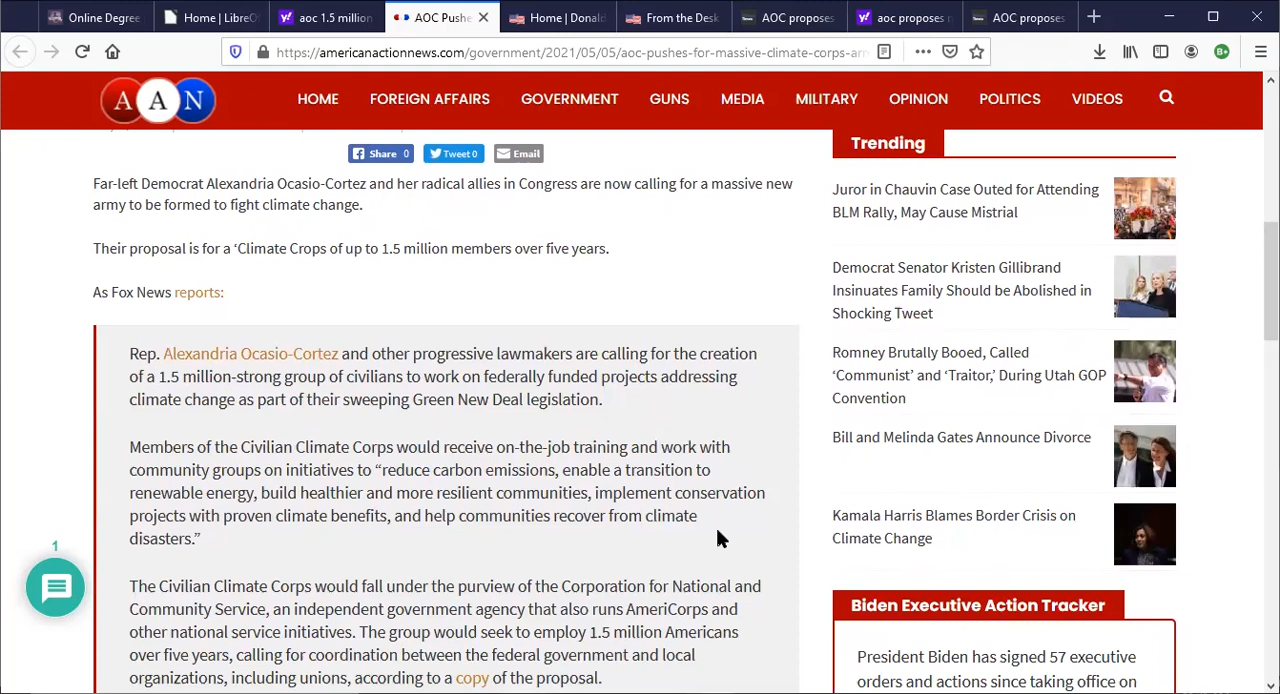 Online Degree
Home | LibreO
aoc 1.5 million
AOC Pushe
Home | Donald
From the Desk
AOC proposes
aoc proposes
AOC proposes
https://americanactionnews.com/government/2021/05/05/aoc-pushes-for-massive-climate-corps-arm
AAN
HOME
FOREIGN AFFAIRS
GOVERNMENT
GUNS
MEDIA
MILITARY
OPINION
POLITICS
VIDEOS
Share 0
Tweet 0
Email
Far-left Democrat Alexandria Ocasio-Cortez and her radical allies in Congress are now calling for a massive new
army to be formed to fight climate change.
Their proposal is for a ‘Climate Crops of up to 1.5 million members over five years.
As Fox News reports:
Rep. Alexandria Ocasio-Cortez and other progressive lawmakers are calling for the creation
of a 1.5 million-strong group of civilians to work on federally funded projects addressing
climate change as part of their sweeping Green New Deal legislation.
Members of the Civilian Climate Corps would receive on-the-job training and work with
community groups on initiatives to “reduce carbon emissions, enable a transition to
renewable energy, build healthier and more resilient communities, implement conservation
projects with proven climate benefits, and help communities recover from climate
disasters.”
The Civilian Climate Corps would fall under the purview of the Corporation for National and
Community Service, an independent government agency that also runs AmeriCorps and
other national service initiatives. The group would seek to employ 1.5 million Americans
over five years, calling for coordination between the federal government and local
organizations, including unions, according to a copy of the proposal.
1
Trending
Juror in Chauvin Case Outed for Attending
BLM Rally, May Cause Mistrial
Democrat Senator Kristen Gillibrand
Insinuates Family Should be Abolished in
Shocking Tweet
Romney Brutally Booed, Called
‘Communist’ and ‘Traitor,’ During Utah GOP
Convention
Bill and Melinda Gates Announce Divorce
Kamala Harris Blames Border Crisis on
Climate Change
Biden Executive Action Tracker
President Biden has signed 57 executive
orders and actions since taking office on